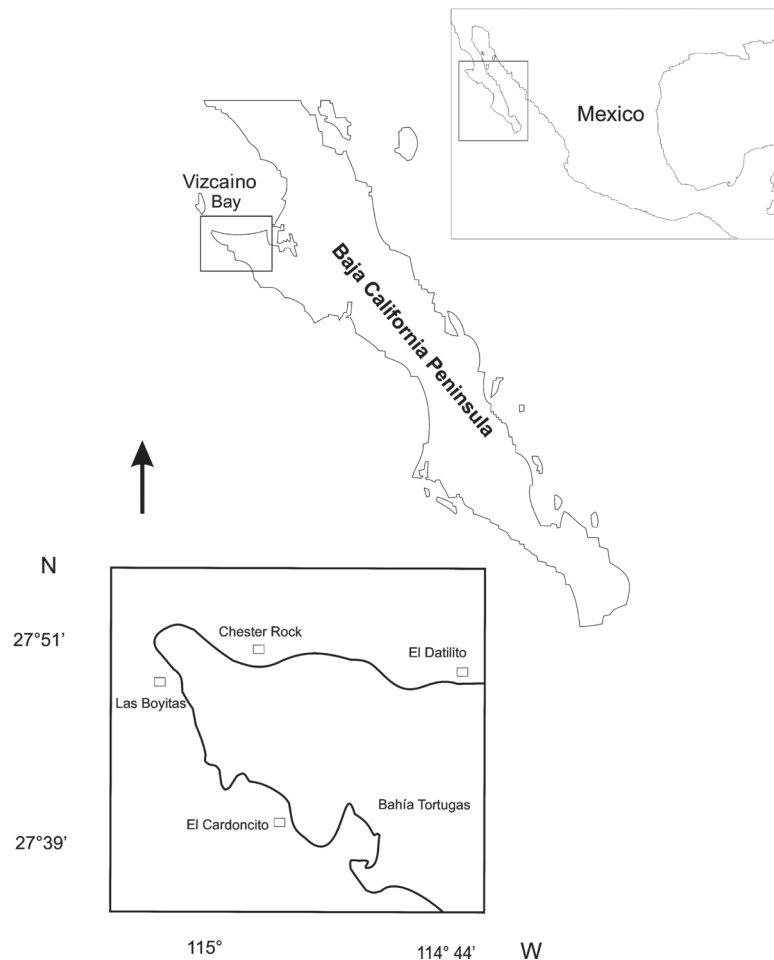 Mexico
Vizcaino
Bay
Baja California Peninsula
N
27°51'
Chester Rock
El Datilito
Las Boyitas
Bahía Tortugas
El Cardoncito
27°39'
115°
114° 44'
W